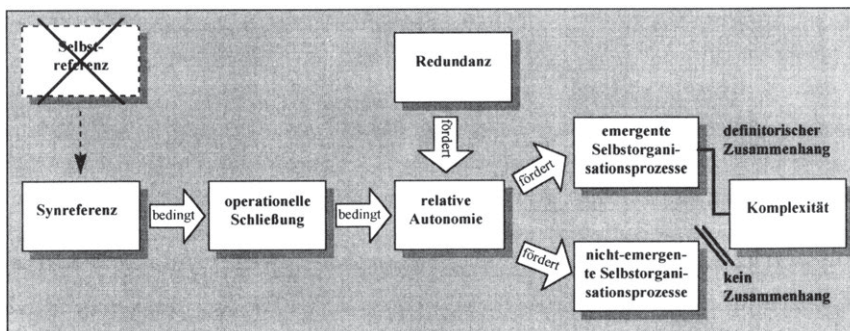 Selbst-
referenz
Redundanz
fördert
emergente
Selbstorgani-
sationsprozesse
definitorischer
Zusammenhang
fördert
Synreferenz
bedingt
operationelle
Schließung
bedingt
relative
Autonomie
Komplexität
fördert
nicht-emergen-
te Selbstorgani-
sationsprozesse
kein
Zusammenhang